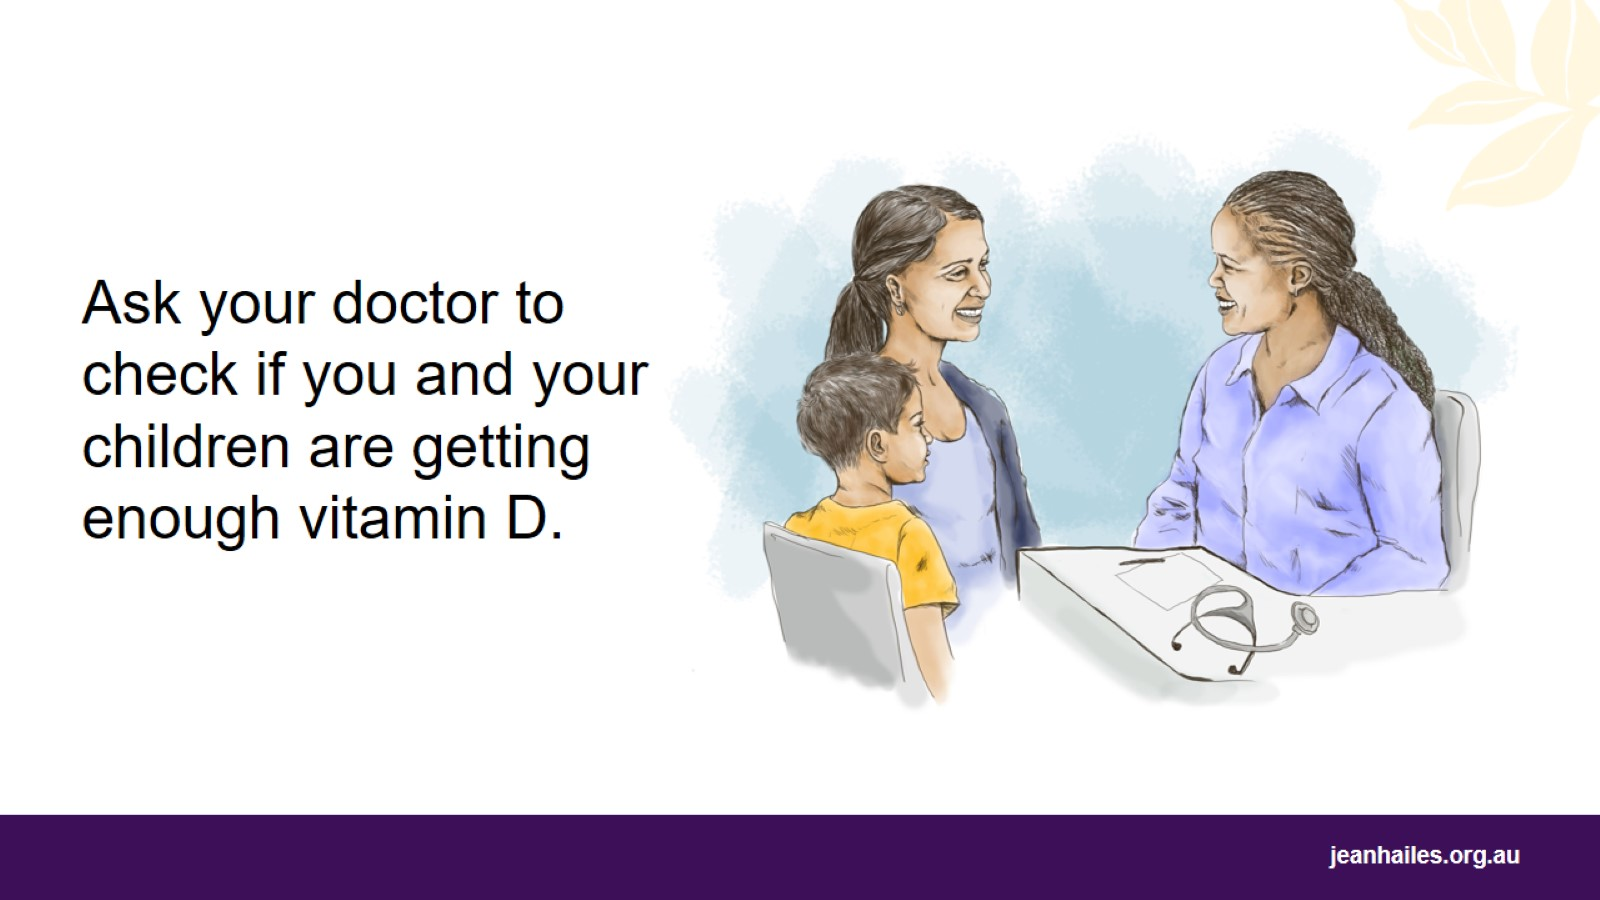 Ask your doctor to
check if you and your
children are getting
enough vitamin D.
jeanhailes.org.au